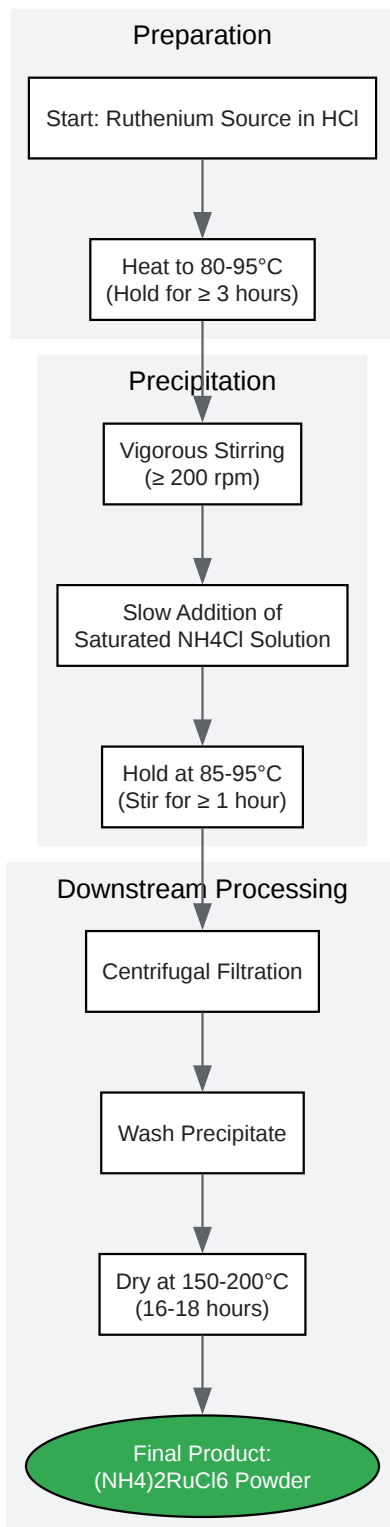 Preparation
Start: Ruthenium Source in HCl
Heat to 80-95°C
(Hold for ≥ 3 hours)
Precipitation
Vigorous Stirring
(≥ 200 rpm)
Slow Addition of
Saturated NH4Cl Solution
Hold at 85-95°C
(Stir for ≥ 1 hour)
Downstream Processing
Centrifugal Filtration
Wash Precipitate
Dry at 150-200°C
(16-18 hours)
Final Product:
(NH4)2RuCl6 Powder